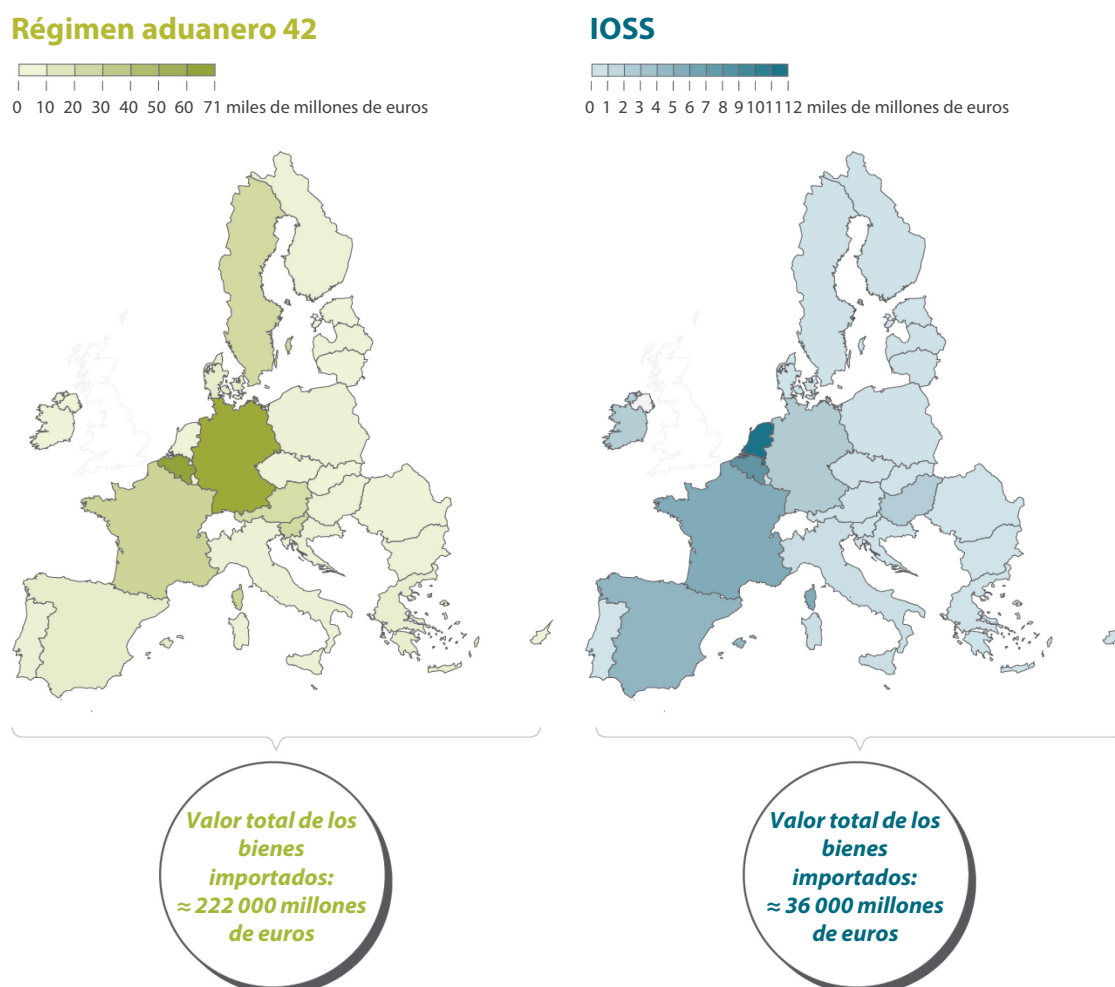 Régimen aduanero 42
0 10 20 30 40 50 60 71 miles de millones de euros
Valor total de los
bienes
importados:
≈ 222 000 millones
de euros
IOSS
0 1 2 3 4 5 6 7 8 9 10 11 12 miles de millones de euros
Valor total de los
bienes
importados:
≈ 36 000 millones
de euros